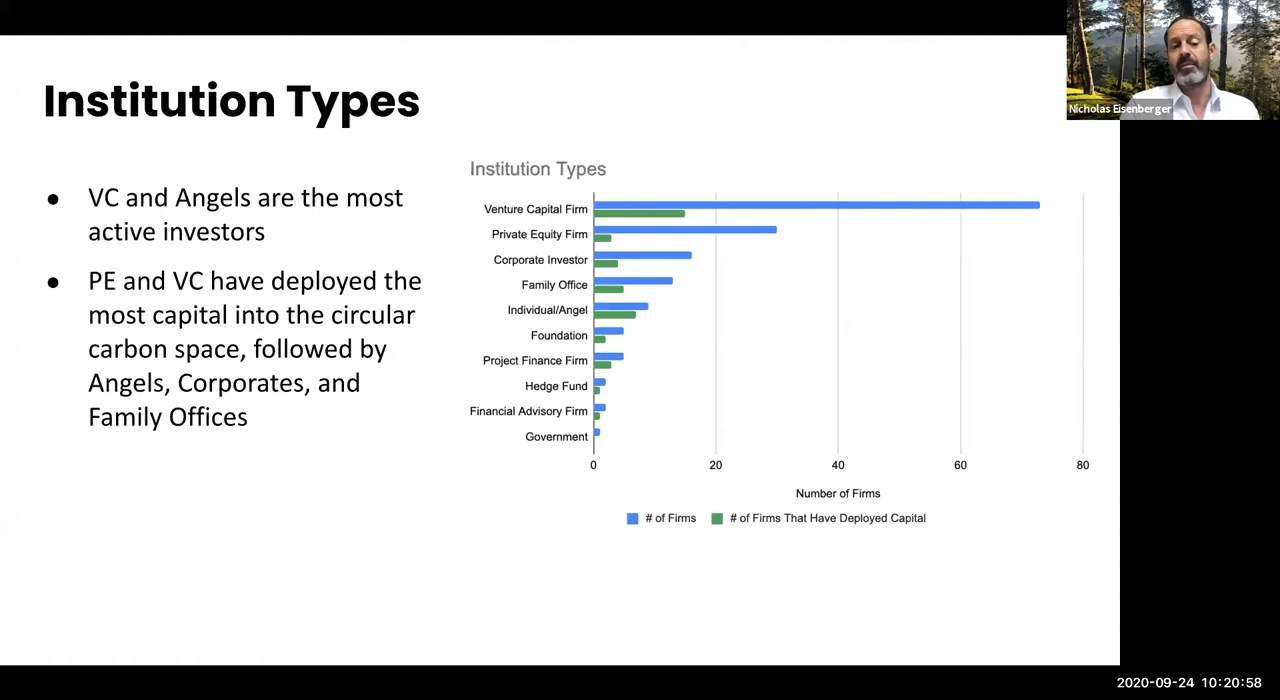 Institution Types
● VC and Angels are the most
active investors
● PE and VC have deployed the
most capital into the circular
carbon space, followed by
Angels, Corporates, and
Family Offices
Institution Types
Venture Capital Firm
Private Equity Firm
Corporate Investor
Family Office
Individual/Angel
Foundation
Project Finance Firm
Hedge Fund
Financial Advisory Firm
Government
0 20 40 60 80
Number of Firms
# of Firms # of Firms That Have Deployed Capital
Nicholas Eisenberger
2020-09-24 10:20:58